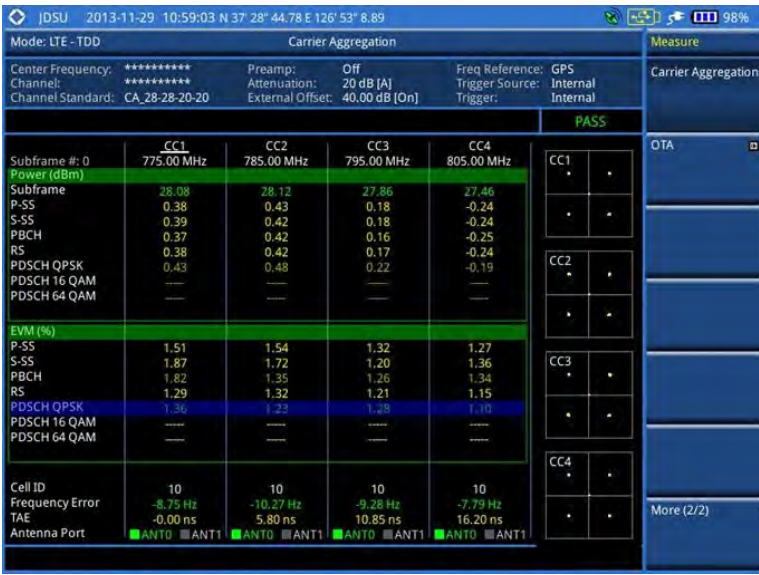 JDSU 2013-11-29 10:59:03 N 37' 28" 44.78 E 126' 53" 8.89 98%
Mode: LTE - TDD Carrier Aggregation Measure
Center Frequency: ********** Preamp: Off Freq Reference: GPS
Channel: ********** Attenuation: 20 dB [A] Trigger Source: Internal
Channel Standard: CA_28-28-20-20 External Offset: 40.00 dB [On] Trigger: Internal
Carrier Aggregation
PASS
OTA
CC1 CC2 CC3 CC4
Subframe #: 0 775.00 MHz 785.00 MHz 795.00 MHz 805.00 MHz
Power (dBm)
Subframe 28.08 28.12 27.86 27.46
P-SS 0.38 0.43 0.18 -0.24
S-SS 0.39 0.42 0.18 -0.24
PBCH 0.37 0.42 0.16 -0.25
RS 0.38 0.42 0.17 -0.24
PDSCH QPSK 0.43 0.48 0.22 -0.19
PDSCH 16 QAM ---- ---- ---- ----
PDSCH 64 QAM ---- ---- ---- ----
EVM (%)
P-SS 1.51 1.54 1.32 1.27
S-SS 1.87 1.72 1.20 1.36
PBCH 1.82 1.35 1.26 1.34
RS 1.29 1.32 1.21 1.15
PDSCH QPSK 1.36 1.23 1.28 1.10
PDSCH 16 QAM ---- ---- ---- ----
PDSCH 64 QAM ---- ---- ---- ----
Cell ID 10 10 10 10
Frequency Error -8.75 Hz -10.27 Hz -9.28 Hz -7.79 Hz
TAE -0.00 ns 5.80 ns 10.85 ns 16.20 ns
Antenna Port ANT0 ANT1 ANT0 ANT1 ANT0 ANT1 ANT0 ANT1
CC1
CC2
CC3
CC4
More (2/2)